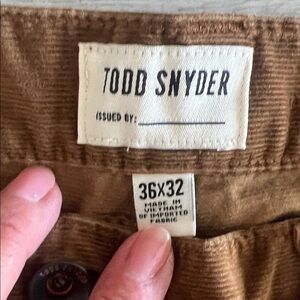 TODD SNYDER
ISSUED BY:
36X32
MADE IN
VIETNAM
OF IMPORTED
FABRIC